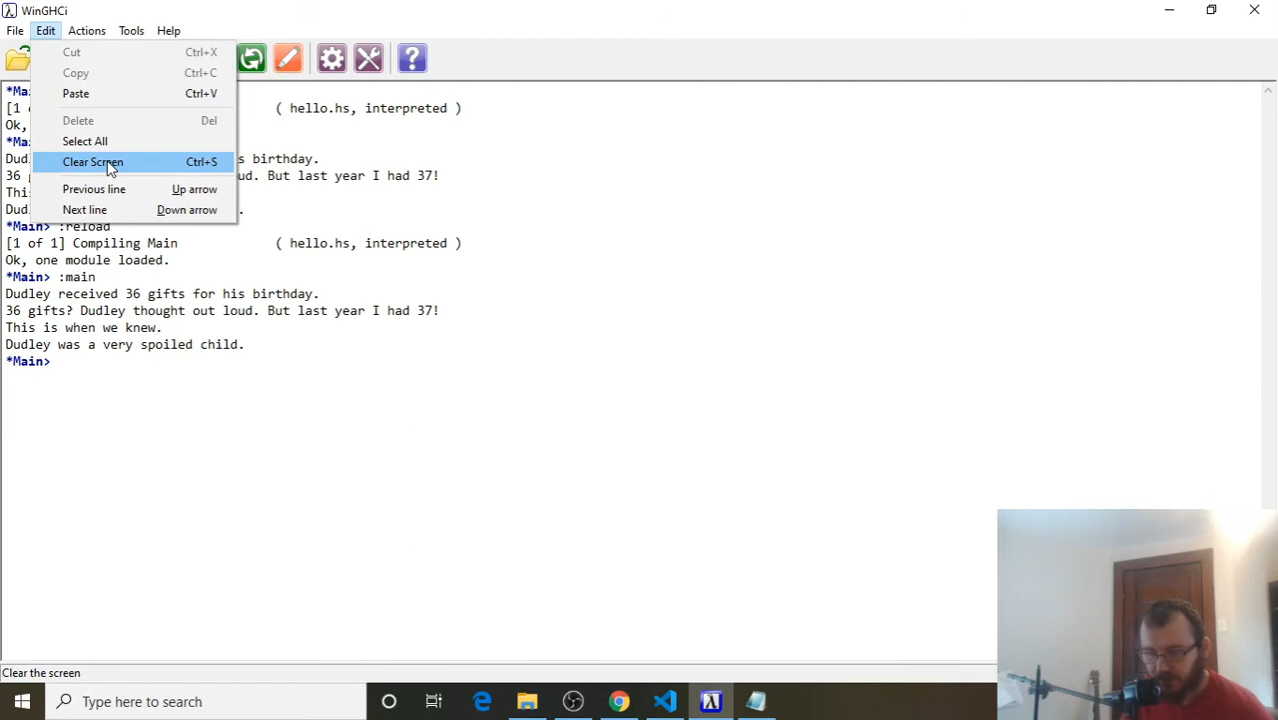 WinGHCi
File Edit Actions Tools Help
Cut Ctrl+X
Copy Ctrl+C
Paste Ctrl+V
Delete Del
Select All
Clear Screen Ctrl+S
Previous line Up arrow
Next line Down arrow
( hello.hs, interpreted )
s birthday.
ud. But last year I had 37!
*Main> :reload
[1 of 1] Compiling Main ( hello.hs, interpreted )
Ok, one module loaded.
*Main> :main
Dudley received 36 gifts for his birthday.
36 gifts? Dudley thought out loud. But last year I had 37!
This is when we knew.
Dudley was a very spoiled child.
*Main>
Clear the screen
Type here to search